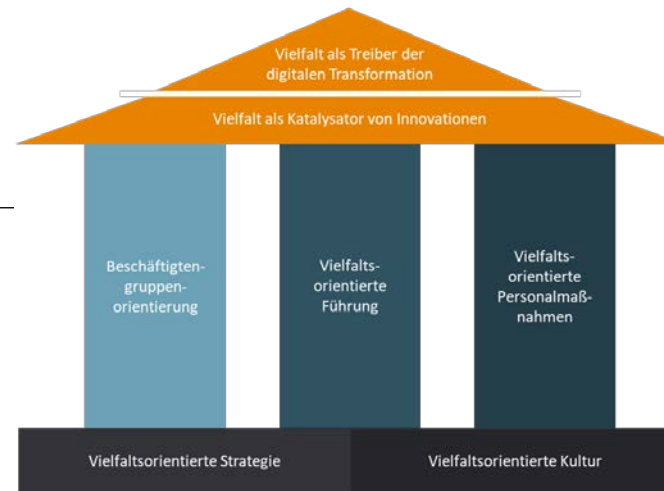 Vielfalt als Treiber der
digitalen Transformation
Vielfalt als Katalysator von Innovationen
Beschäftigten-
gruppen-
orientierung
Vielfalts-
orientierte
Führung
Vielfalts-
orientierte
Personalmaß-
nahmen
Vielfaltsorientierte Strategie
Vielfaltsorientierte Kultur